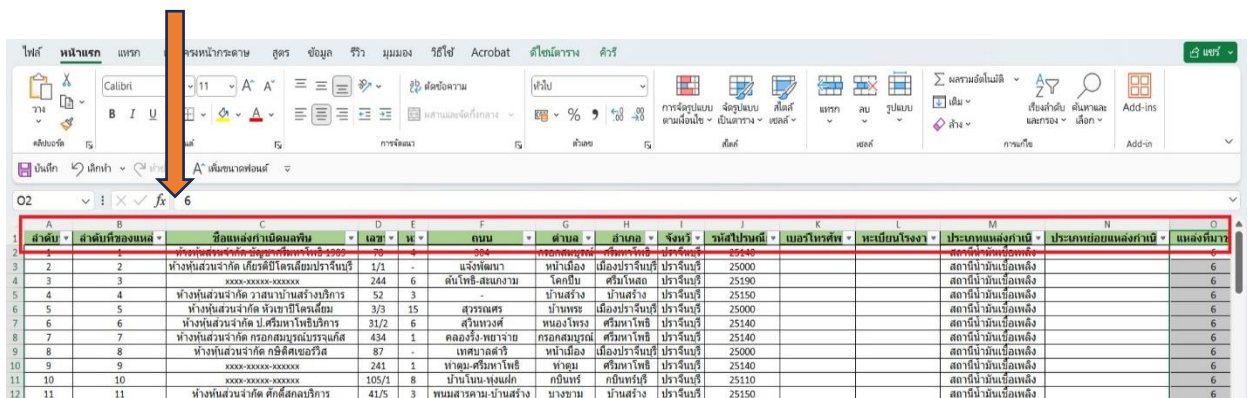 ไฟล์ หน้าแรก แทรก สูตร ข้อมูล รีวิว มุมมอง วิธีใช้ Acrobat ดีไซน์ตาราง คิวรี แชร์
Calibri 11 ตัดข้อความ ทั่วไป ผลรวมอัตโนมัติ
วาง B I U ผสานและจัดกึ่งกลาง % การจัดรูปแบบ จัดรูปแบบ สไตล์ แทรก ลบ รูปแบบ เติม เรียงลำดับ ค้นหาและ Add-ins
ตามเงื่อนไข เป็นตาราง เซลล์ ล้าง และกรอง เลือก
คลิปบอร์ด การจัดแนว ตัวเลข สไตล์ เซลล์ การแก้ไข Add-in
บันทึก เลิกทำ เพิ่มขนาดฟอนต์
O2 fx 6
A B C D E F G H I J K L M N O
1 ลำดับ ลำดับที่ของแหล่ ชื่อแหล่งกำเนิดมลพิษ เลขา ห ถนน ตำบล อำเภอ จังหวั รหัสไปรษณี เบอร์โทรศัพ ทะเบียนโรงงา ประเภทแหล่งกำเนิ ประเภทย่อยแหล่งกำเนิ แหล่งที่มาข
2 1 1 ห้างหุ้นส่วนจำกัด 78 4 304 กรอกสมบูรณ์ ศรีมหาโพธิ ปราจีนบุรี 25140 สถานีน้ำมันเชื้อเพลิง 6
3 2 2 ห้างหุ้นส่วนจำกัด เกียรติปิโตรเลียมปราจีนบุรี 1/1 - แจ้งพัฒนา หน้าเมือง เมืองปราจีนบุรี ปราจีนบุรี 25000 สถานีน้ำมันเชื้อเพลิง 6
4 3 3 xxxx-xxxxx-xxxxxx 244 6 ต้นโพธิ-สะแกงาม โคกปีบ ศรีมโหสถ ปราจีนบุรี 25190 สถานีน้ำมันเชื้อเพลิง 6
5 4 4 ห้างหุ้นส่วนจำกัด วาสนาบ้านสร้างบริการ 52 3 - บ้านสร้าง บ้านสร้าง ปราจีนบุรี 25150 สถานีน้ำมันเชื้อเพลิง 6
6 5 5 ห้างหุ้นส่วนจำกัด หัวเขาปิโตรเลียม 3/3 15 สุวรรณศร บ้านพระ เมืองปราจีนบุรี ปราจีนบุรี 25000 สถานีน้ำมันเชื้อเพลิง 6
7 6 6 ห้างหุ้นส่วนจำกัด ป.ศรีมหาโพธิบริการ 31/2 6 สุวินทวงศ์ หนองโพรง ศรีมหาโพธิ ปราจีนบุรี 25140 สถานีน้ำมันเชื้อเพลิง 6
8 7 7 ห้างหุ้นส่วนจำกัด กรอกสมบูรณ์บรรจุแก๊ส 434 1 คลองรั้ง-พยาจ่าย กรอกสมบูรณ์ ศรีมหาโพธิ ปราจีนบุรี 25140 สถานีน้ำมันเชื้อเพลิง 6
9 8 8 ห้างหุ้นส่วนจำกัด กษิดิศเซอร์วิส 87 - เทศบาลดำริ หน้าเมือง เมืองปราจีนบุรี ปราจีนบุรี 25000 สถานีน้ำมันเชื้อเพลิง 6
10 9 9 xxxx-xxxxx-xxxxxx 241 1 ท่าตูม-ศรีมหาโพธิ ท่าตูม ศรีมหาโพธิ ปราจีนบุรี 25140 สถานีน้ำมันเชื้อเพลิง 6
11 10 10 xxxx-xxxxx-xxxxxx 105/1 8 บ้านโนน-ทุ่งแฝก กบินทร์ กบินทร์บุรี ปราจีนบุรี 25110 สถานีน้ำมันเชื้อเพลิง 6
12 11 11 ห้างหุ้นส่วนจำกัด ศักดิ์สกุลบริการ 41/5 3 พนมสารคาม-บ้านสร้าง บางขาม บ้านสร้าง ปราจีนบุรี 25150 สถานีน้ำมันเชื้อเพลิง 6